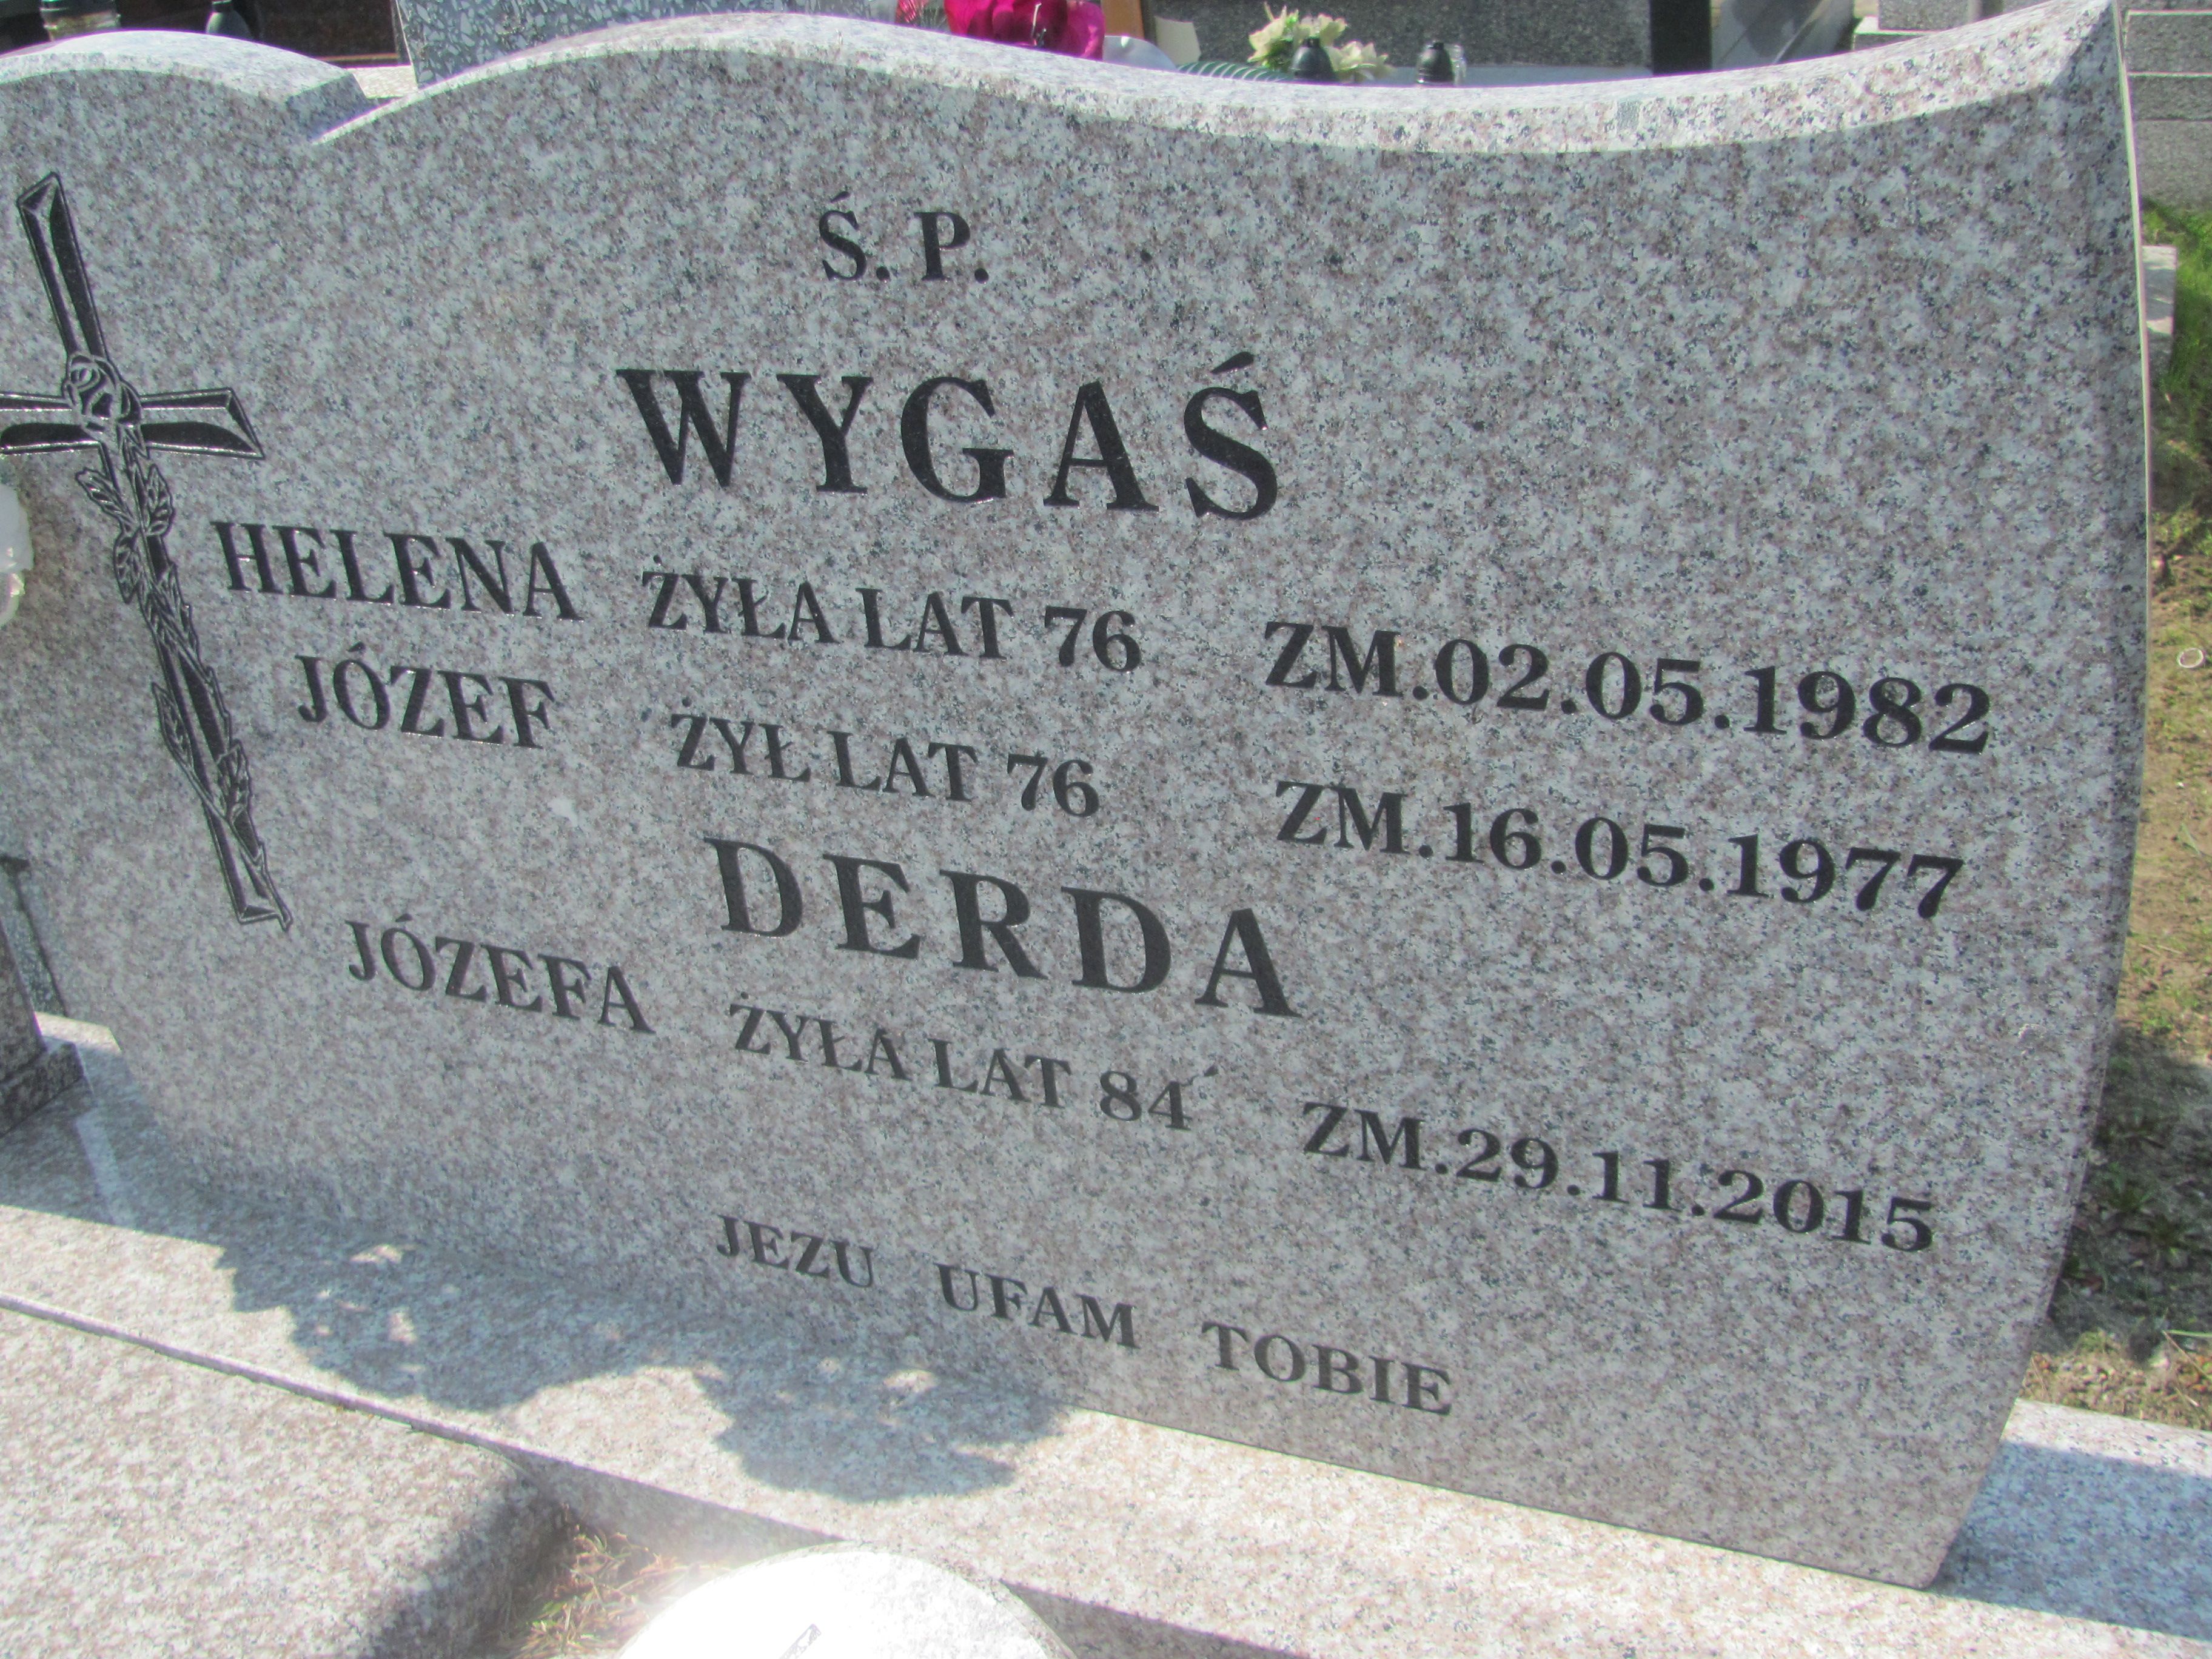 Ś. P.
WYGAŚ
HELENA ŻYŁA LAT 76 ZM.02.05.1982
JÓZEF ŻYŁ LAT 76 ZM.16.05.1977
DERDA
JÓZEFA ŻYŁA LAT 84 ZM.29.11.2015
JEZU UFAM TOBIE